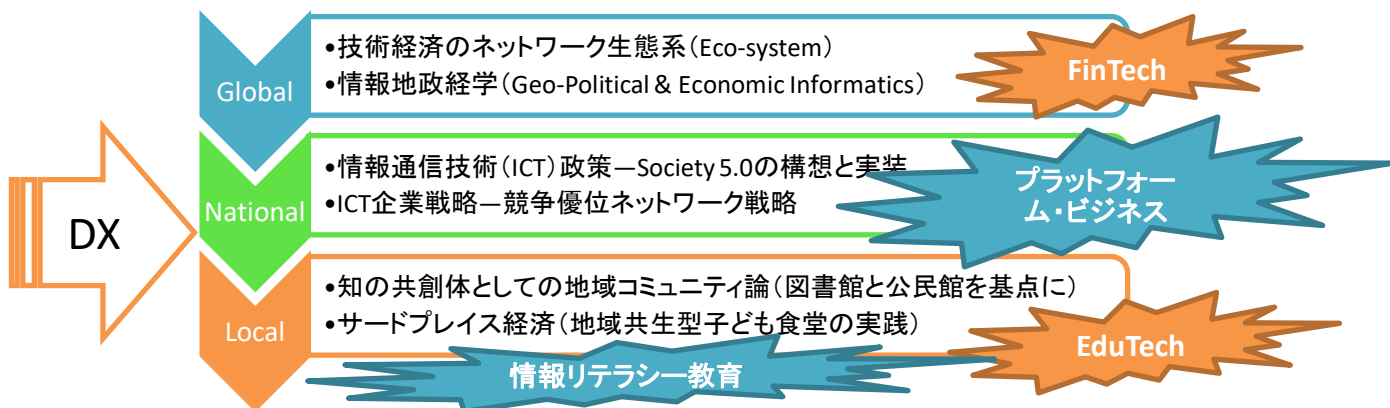 DX
Global
•技術経済のネットワーク生態系(Eco-system)
•情報地政経学(Geo-Political & Economic Informatics)
FinTech
National
•情報通信技術(ICT)政策―Society 5.0の構想と実装
•ICT企業戦略―競争優位ネットワーク戦略
プラットフォー
ム・ビジネス
Local
•知の共創体としての地域コミュニティ論(図書館と公民館を基点に)
•サードプレイス経済(地域共生型子ども食堂の実践)
EduTech
情報リテラシー教育